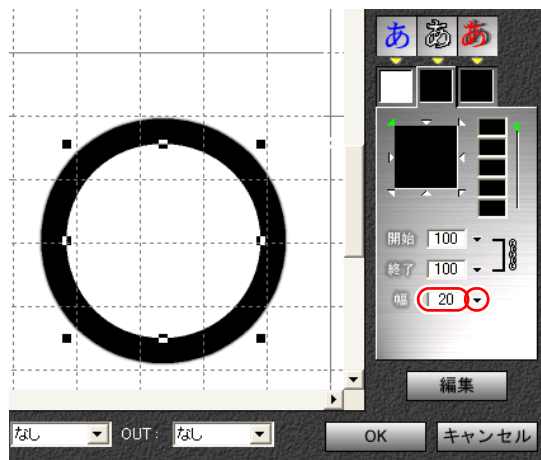 あ あ あ
開始 100
終了 100
幅 20
編集
なし OUT: なし OK キャンセル